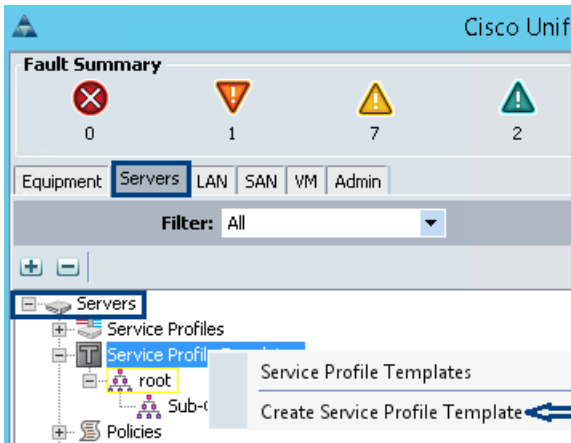 Cisco Unif
Fault Summary
0 1 7 2
Equipment Servers LAN SAN VM Admin
Filter: All
Servers
Service Profiles
Service Profil
root
Sub-
Policies
Service Profile Templates
Create Service Profile Template